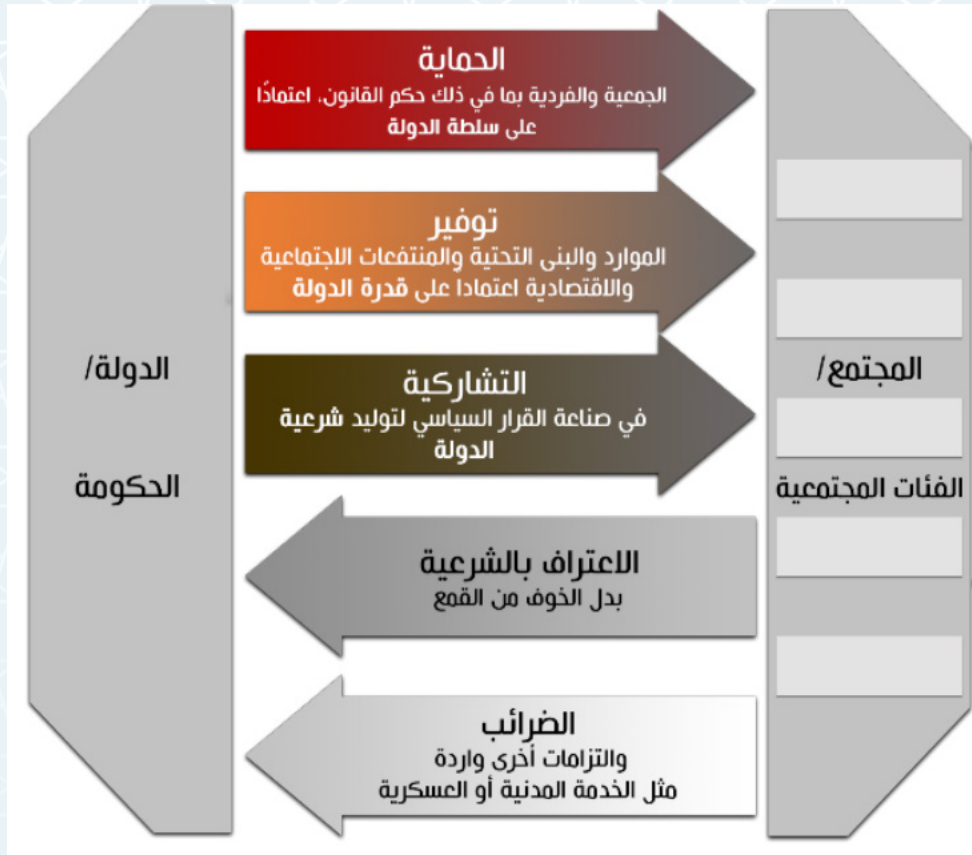 الحماية
الجمعية والفردية بما في ذلك حكم القانون، اعتمادًا
على سلطة الدولة
توفير
الموارد والبنى التحتية والمنتفعات الاجتماعية
والاقتصادية اعتماداً على قدرة الدولة
التشاركية
في صناعة القرار السياسي لتوليد شرعية
الدولة
الاعتراف بالشرعية
بدل الخوف من القمع
الضرائب
والتزامات أخرى واردة
مثل الخدمة المدنية أو العسكرية
المجتمع/
الفئات المجتمعية
الدولة/
الحكومة